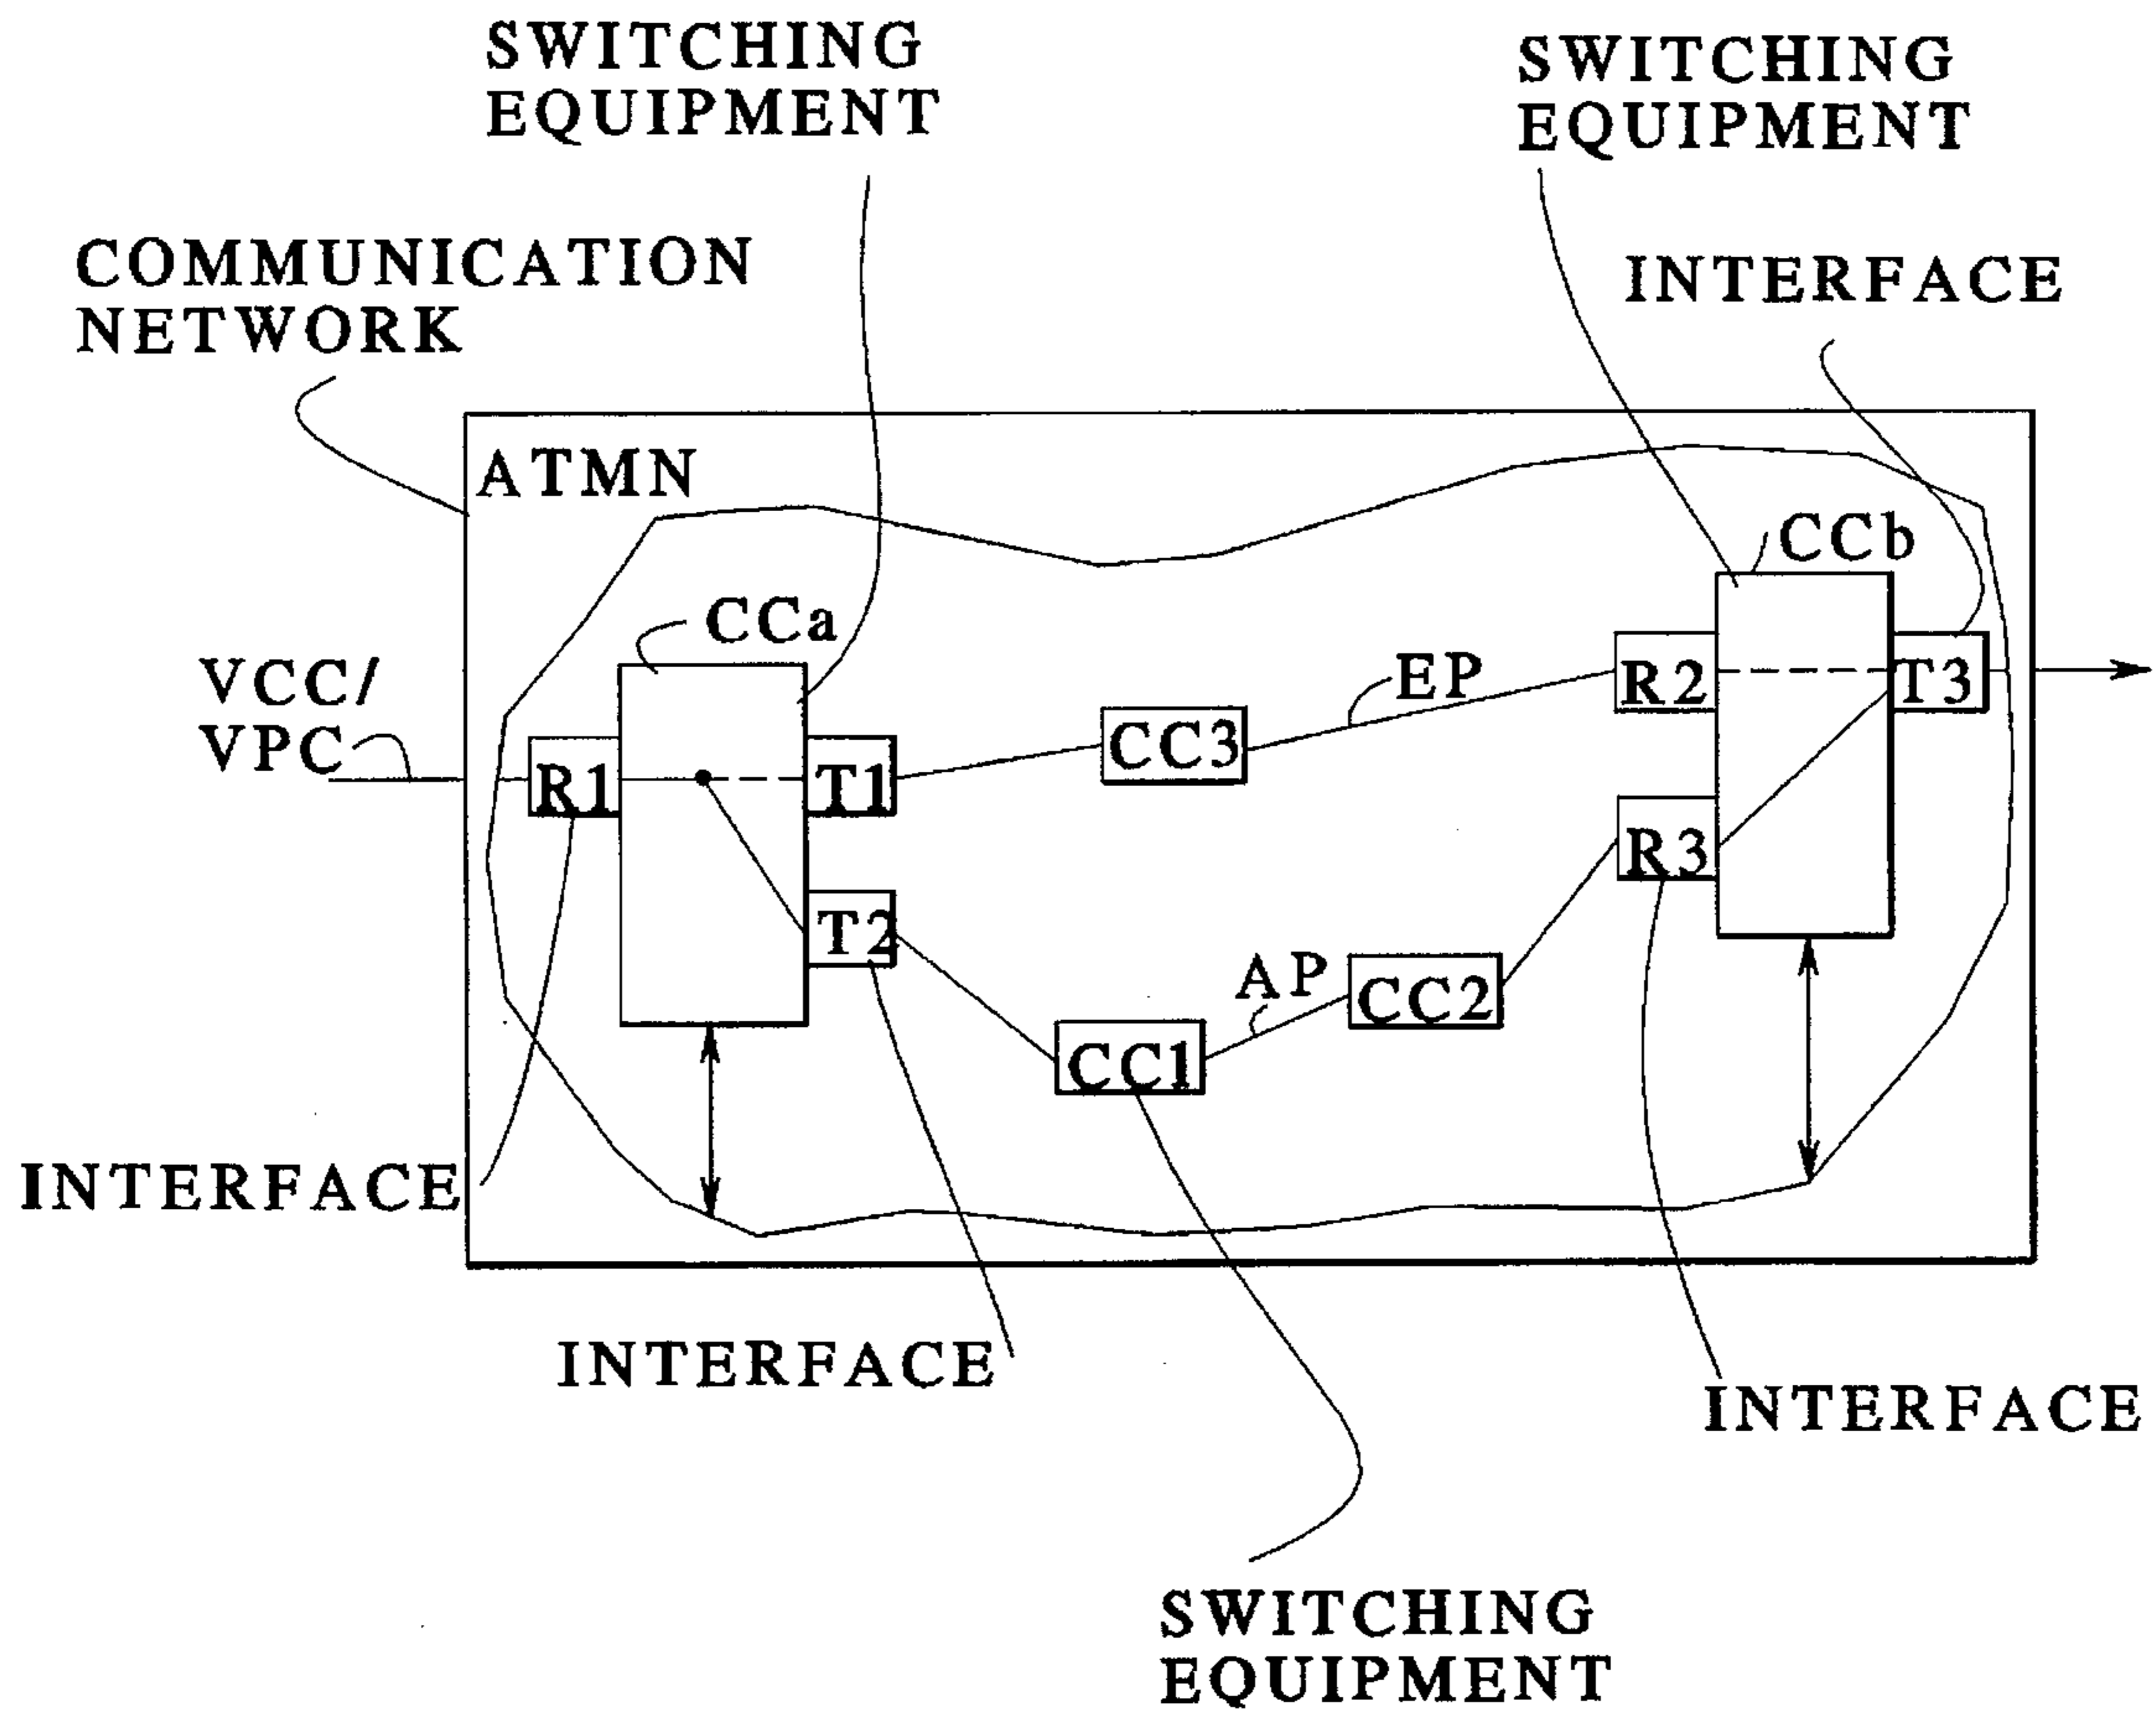 SWITCHING
EQUIPMENT
SWITCHING
EQUIPMENT
COMMUNICATION
NETWORK
INTERFACE
ATMN
CCb
CCa
VCC/
VPC
EP
R2
T3
CC3
R1
T1
R3
T2
AP
CC2
CC1
INTERFACE
INTERFACE
INTERFACE
SWITCHING
EQUIPMENT